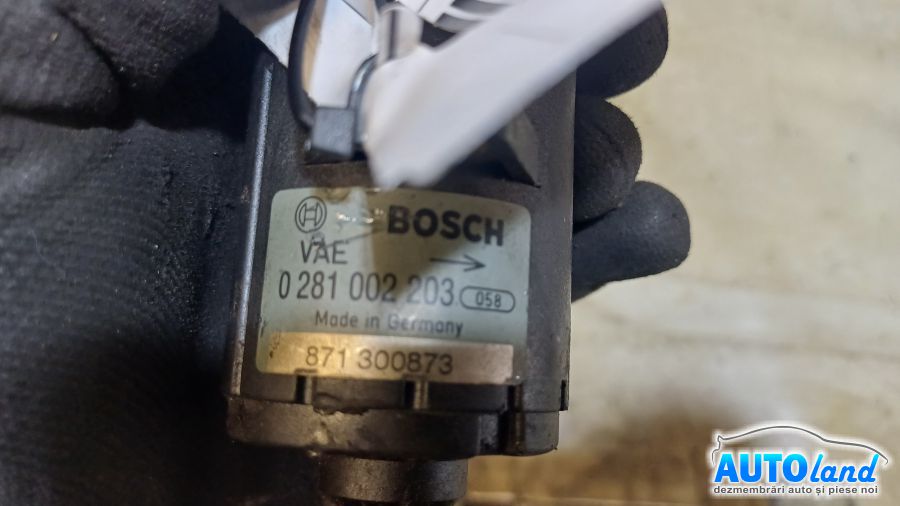 BOSCH
VAE
0 281 002 203 058
Made in Germany
871 300873
AUTOland
dezmembrări auto și piese noi